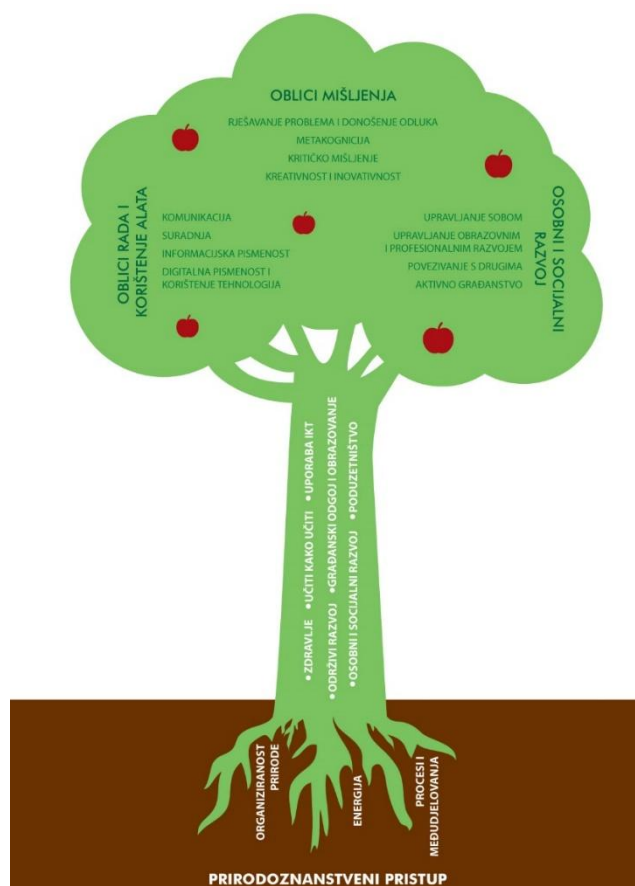 OBLICI MIŠLJENJA
RJEŠAVANJE PROBLEMA I DONOŠENJE ODLUKA
METAKOGNICIJA
KRITIČKO MIŠLJENJE
KREATIVNOST I INOVATIVNOST
OBLICI RADA I
KORIŠTENJE ALATA
KOMUNIKACIJA
SURADNJA
INFORMACIJSKA PISMENOST
DIGITALNA PISMENOST I
KORIŠTENJE TEHNOLOGIJA
UPRAVLJANJE SOBOM
UPRAVLJANJE OBRAZOVNIM
I PROFESIONALNIM RAZVOJEM
POVEZIVANJE S DRUGIMA
AKTIVNO GRAĐANSTVO
OSOBNI I SOCIJALNI
RAZVOJ
•ZDRAVLJE •UČITI KAKO UČITI •UPORABA IKT
•ODRŽIVI RAZVOJ •GRAĐANSKI ODGOJ I OBRAZOVANJE
•OSOBNI I SOCIJALNI RAZVOJ •PODUZETNIŠTVO
ORGANIZIRANOST
PRIRODE
ENERGIJA
PROCESI I
MEĐUDJELOVANJA
PRIRODOZNANSTVENI PRISTUP